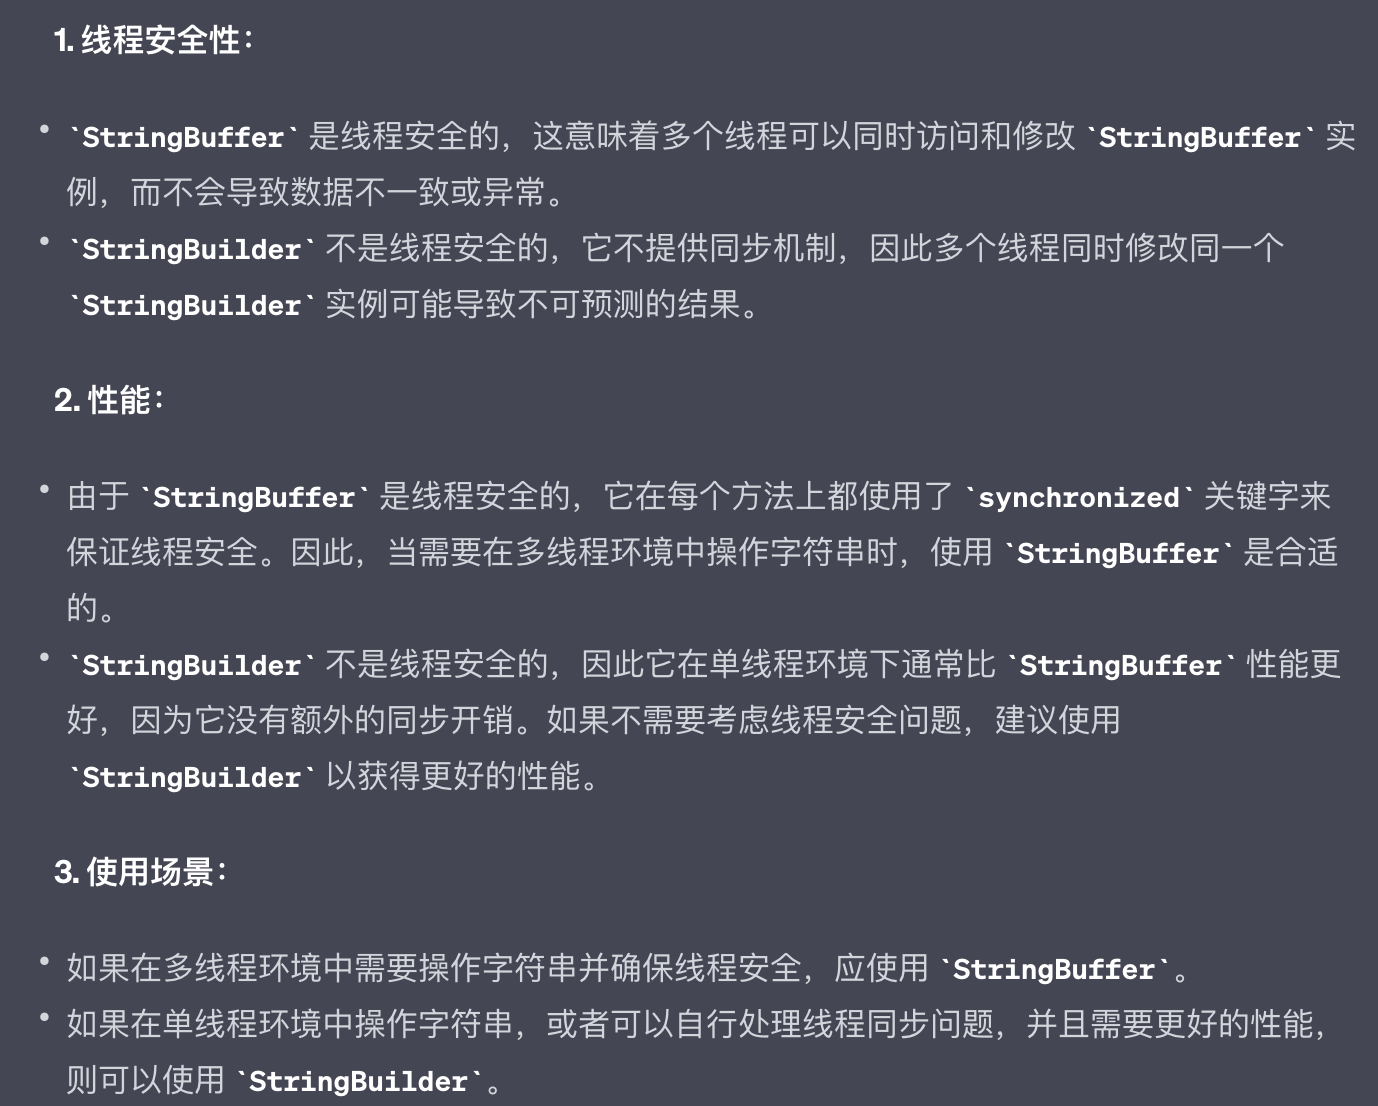 1. 线程安全性：
• `StringBuffer` 是线程安全的，这意味着多个线程可以同时访问和修改 `StringBuffer` 实
例，而不会导致数据不一致或异常。
• `StringBuilder` 不是线程安全的，它不提供同步机制，因此多个线程同时修改同一个
`StringBuilder` 实例可能导致不可预测的结果。
2. 性能：
• 由于 `StringBuffer` 是线程安全的，它在每个方法上都使用了 `synchronized` 关键字来
保证线程安全。因此，当需要在多线程环境中操作字符串时，使用 `StringBuffer` 是合适
的。
• `StringBuilder` 不是线程安全的，因此它在单线程环境下通常比 `StringBuffer` 性能更
好，因为它没有额外的同步开销。如果不需要考虑线程安全问题，建议使用
`StringBuilder` 以获得更好的性能。
3. 使用场景：
• 如果在多线程环境中需要操作字符串并确保线程安全，应使用 `StringBuffer`。
• 如果在单线程环境中操作字符串，或者可以自行处理线程同步问题，并且需要更好的性能，
则可以使用 `StringBuilder`。